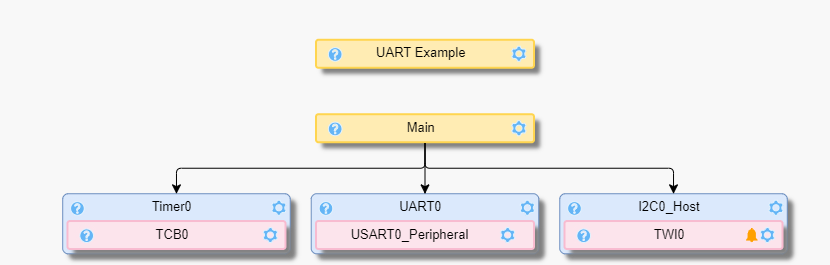 UART Example
Main
Timer0
UART0
I2C0_Host
TCB0
USART0_Peripheral
TWI0